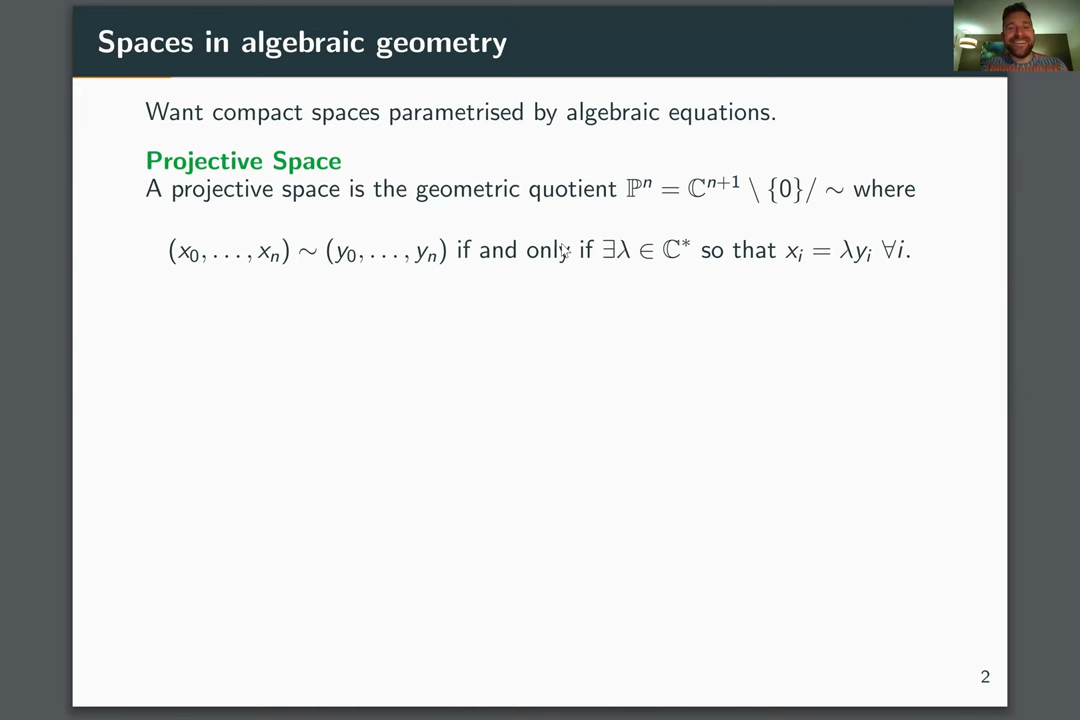 Spaces in algebraic geometry
Want compact spaces parametrised by algebraic equations.
Projective Space
A projective space is the geometric quotient ℙⁿ = ℂⁿ⁺¹ \ {0}/ ∼ where
(x₀, . . . , xₙ) ∼ (y₀, . . . , yₙ) if and only if ∃λ ∈ ℂ* so that xᵢ = λyᵢ ∀i.
2